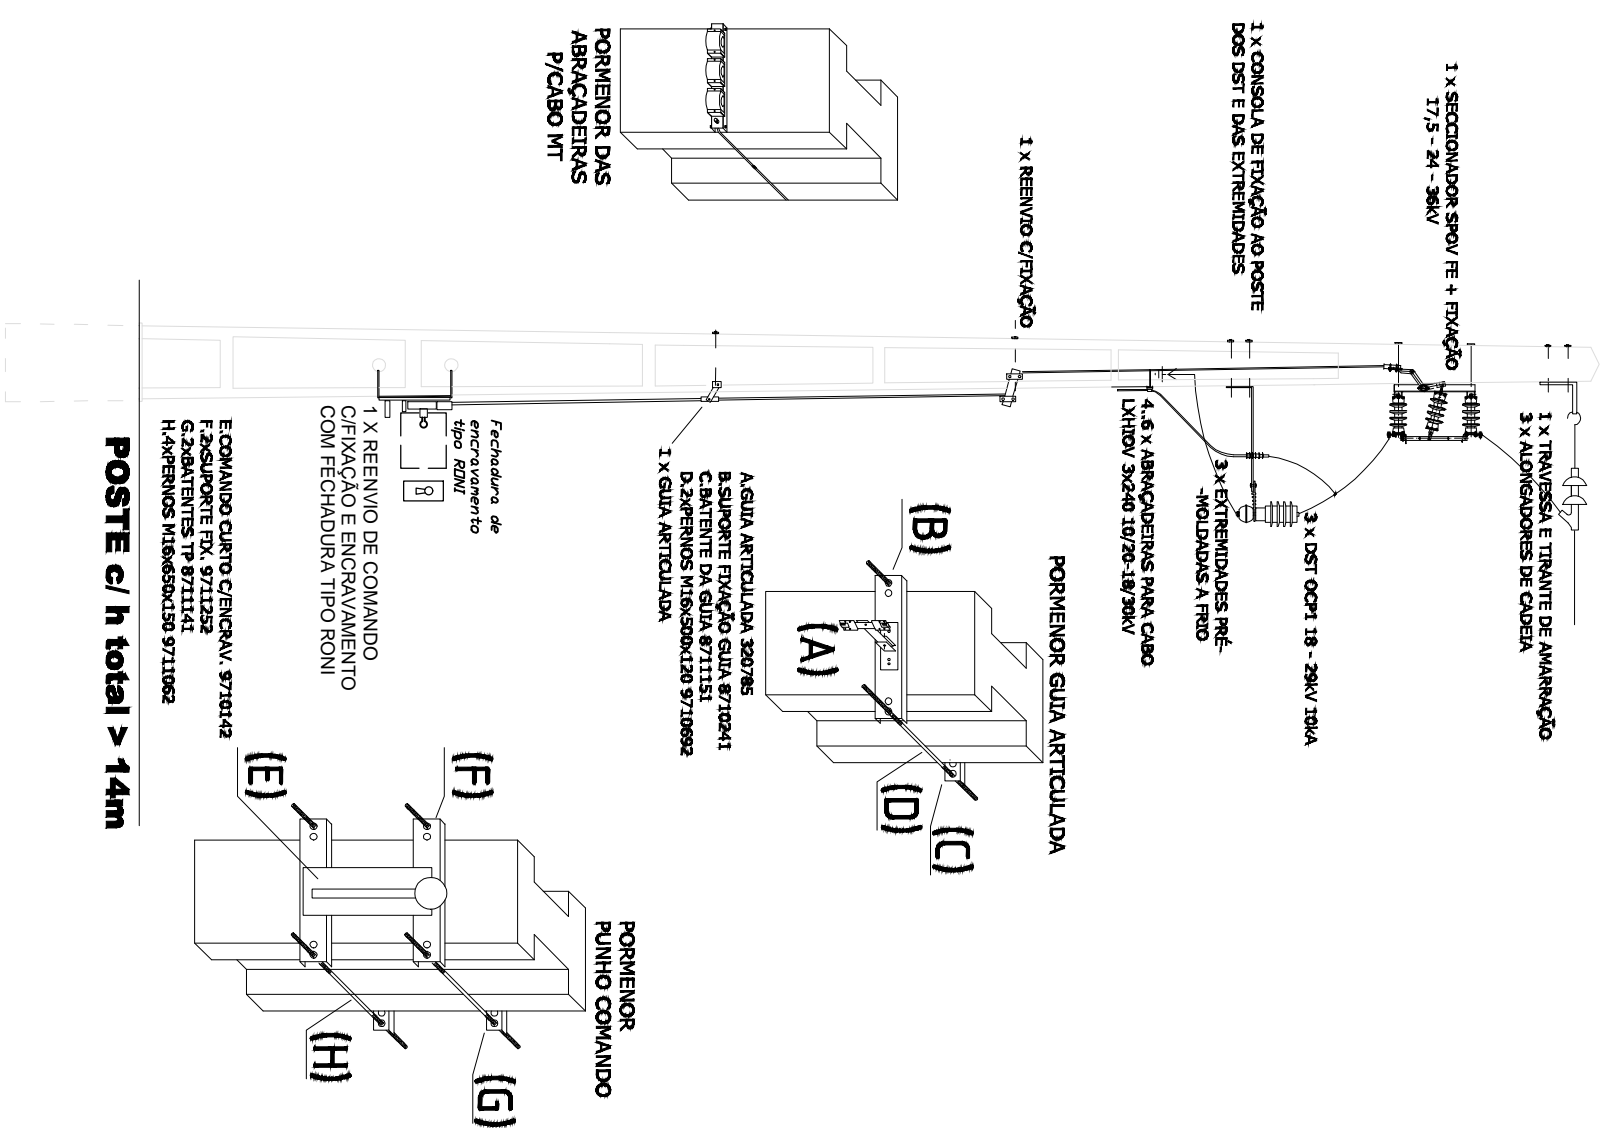 1 x TRAVESSA E TIRANTE DE AMARRAÇÃO
3 x ALONGADORES DE CADEIA
1 x SECCIONADOR SPOV FE + FIXAÇÃO
17,5 - 24 - 36kV
3 x DST OCP1 18 - 29kV 10kA
1 x CONSOLA DE FIXAÇÃO AO POSTE
DOS DST E DAS EXTREMIDADES
3 x EXTREMIDADES PRÉ-
-MOLDADAS A FRIO
4..6 x ABRAÇADEIRAS PARA CABO
LXHIOV 3x240 10/20-18/30kV
1 x REENVIO C/FIXAÇÃO
PORMENOR GUIA ARTICULADA
(B)
(A)
(D)
(C)
A.GUIA ARTICULADA 320785
B.SUPORTE FIXAÇÃO GUIA 8710241
C.BATENTE DA GUIA 8711151
D.2xPERNOS M16x500x120 9710692
1 x GUIA ARTICULADA
PORMENOR DAS
ABRAÇADEIRAS
P/CABO MT
PORMENOR
PUNHO COMANDO
Fechadura de
encravamento
tipo RONI
1 X REENVIO DE COMANDO
C/FIXAÇÃO E ENCRAVAMENTO
COM FECHADURA TIPO RONI
(F)
(E)
(G)
(H)
E.COMANDO CURTO C/ENCRAV. 9710142
F.2xSUPORTE FIX. 9711252
G.2xBATENTES TP 8711141
H.4xPERNOS M16x650x150 9711062
POSTE c/ h total > 14m